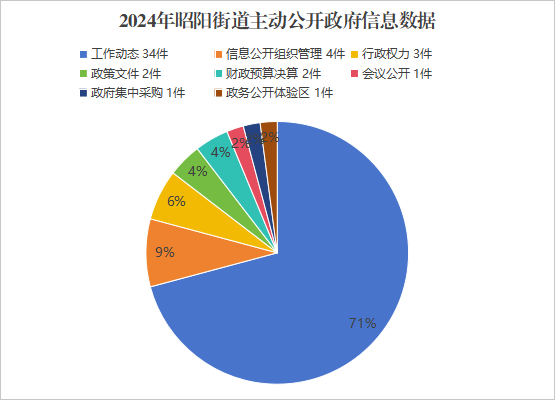 2024年昭阳街道主动公开政府信息数据
工作动态 34件 信息公开组织管理 4件 行政权力 3件
政策文件 2件 财政预算决算 2件 会议公开 1件
政府集中采购 1件 政务公开体验区 1件
2%
2%
4%
4%
6%
9%
71%